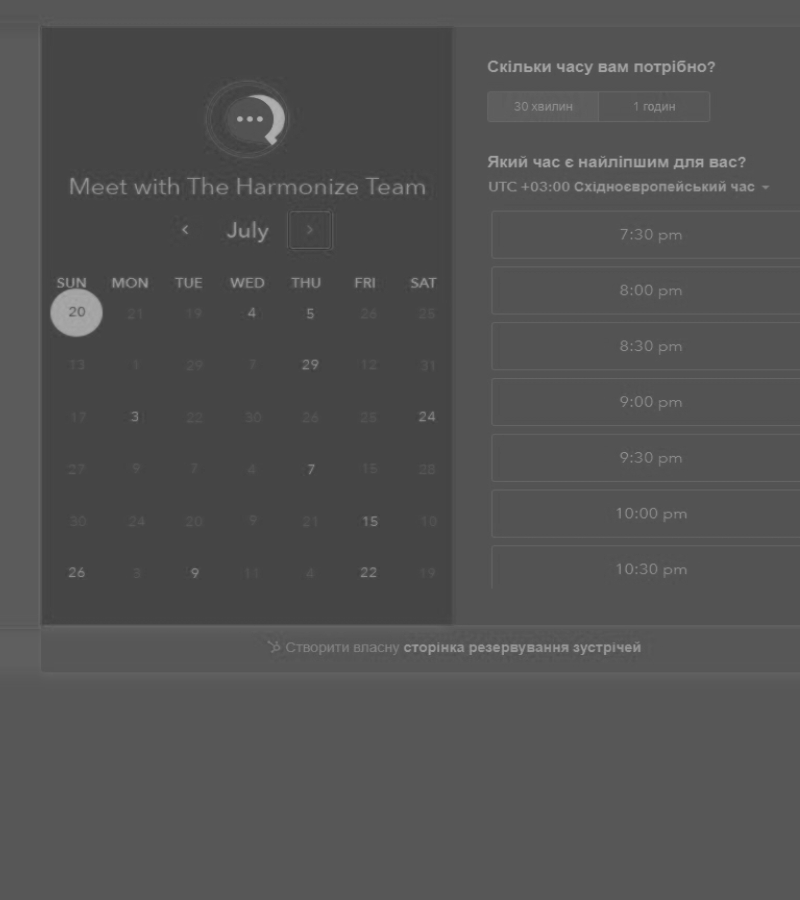 Meet with The Harmonize Team
July
SUN MON TUE WED THU FRI SAT
20 21 19 4 5 26 25
13 1 29 7 29 12 31
17 3 22 30 26 25 24
27 9 7 4 7 15 28
30 24 20 9 21 15 10
26 3 9 11 4 22 19
Скільки часу вам потрібно?
30 хвилин 1 годин
Який час є найліпшим для вас?
UTC +03:00 Східноєвропейський час
7:30 pm
8:00 pm
8:30 pm
9:00 pm
9:30 pm
10:00 pm
10:30 pm
Створити власну сторінка резервування зустрічей